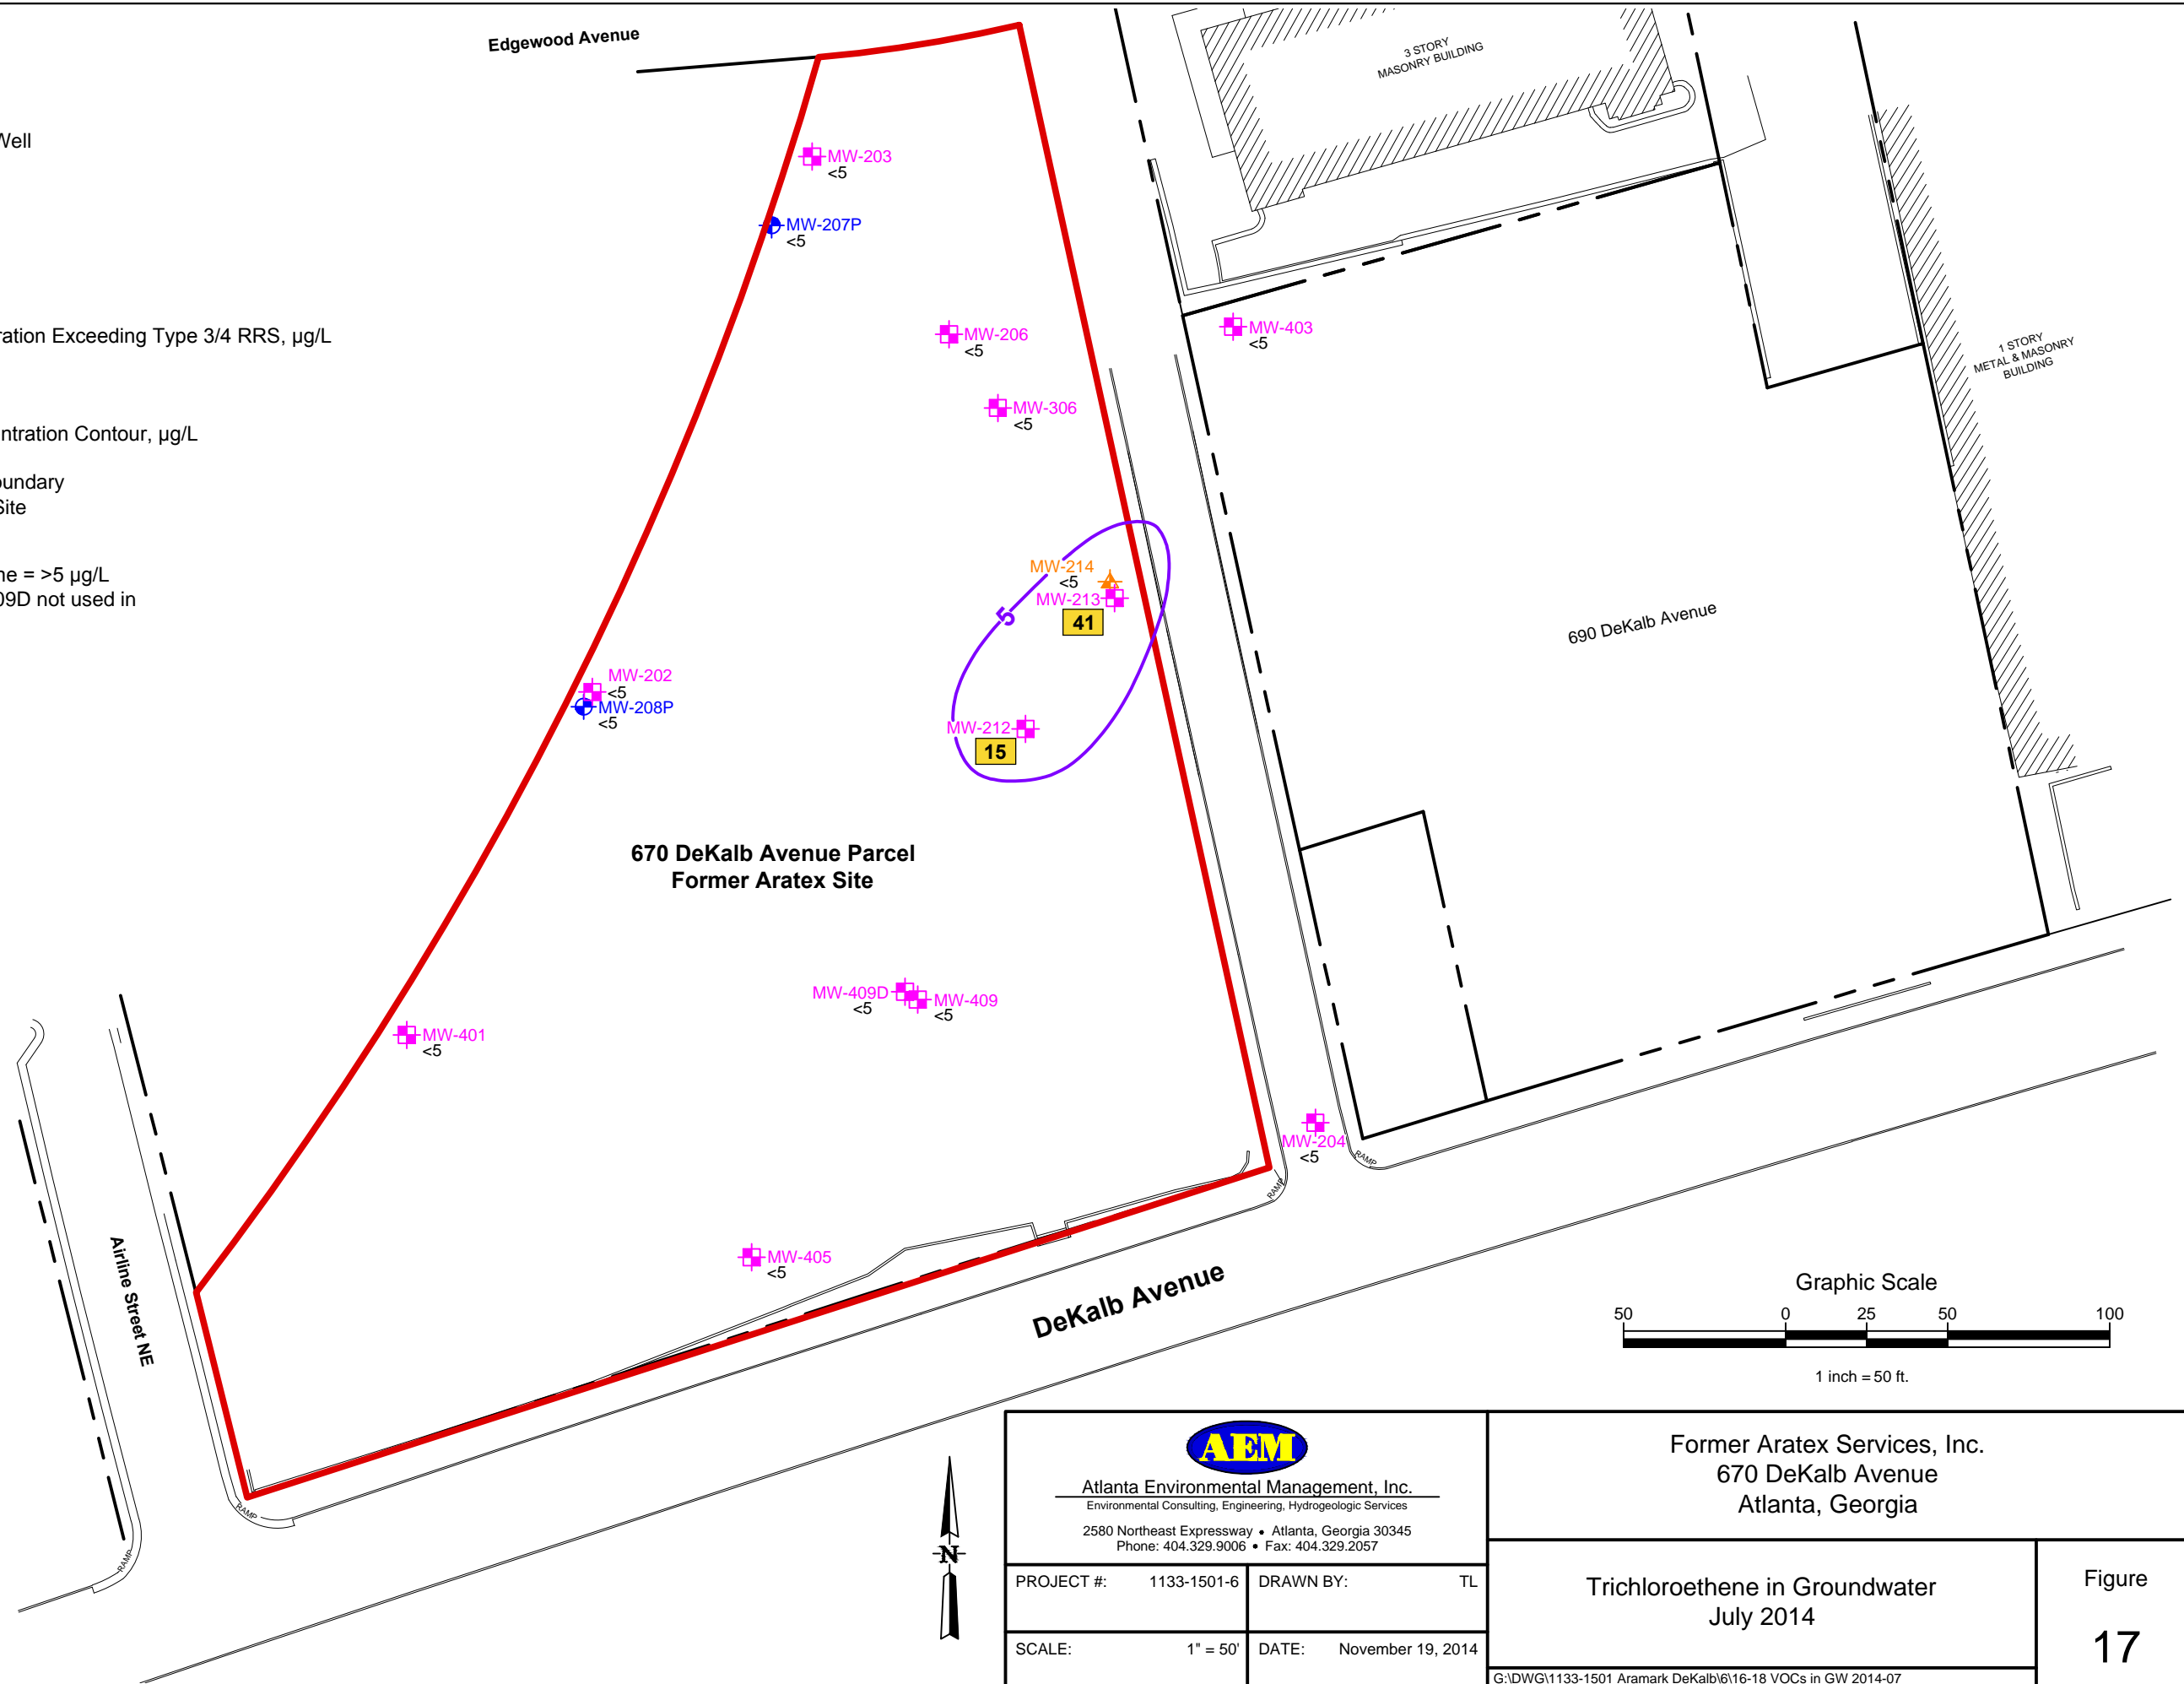 Edgewood Avenue
3 STORY
MASONRY BUILDING
Well
MW-203
<5
MW-207P
<5
ration Exceeding Type 3/4 RRS, µg/L
MW-206
<5
MW-403
<5
1 STORY
METAL & MASONRY
BUILDING
MW-306
<5
ntration Contour, µg/L
oundary
Site
ne = >5 µg/L
09D not used in
MW-214
<5
MW-213
41
5
690 DeKalb Avenue
MW-202
<5
MW-208P
<5
MW-212
15
670 DeKalb Avenue Parcel
Former Aratex Site
MW-409D
<5
MW-409
<5
MW-401
<5
MW-204
<5
RAMP
RAMP
Airline Street NE
MW-405
<5
DeKalb Avenue
RAMP
RAMP
Graphic Scale
50 0 25 50 100
1 inch = 50 ft.
N
AEM
Atlanta Environmental Management, Inc.
Environmental Consulting, Engineering, Hydrogeologic Services
2580 Northeast Expressway • Atlanta, Georgia 30345
Phone: 404.329.9006 • Fax: 404.329.2057
PROJECT #: 1133-1501-6
DRAWN BY: TL
SCALE: 1" = 50'
DATE: November 19, 2014
Former Aratex Services, Inc.
670 DeKalb Avenue
Atlanta, Georgia
Trichloroethene in Groundwater
July 2014
Figure
17
G:\DWG\1133-1501 Aramark DeKalb\6\16-18 VOCs in GW 2014-07